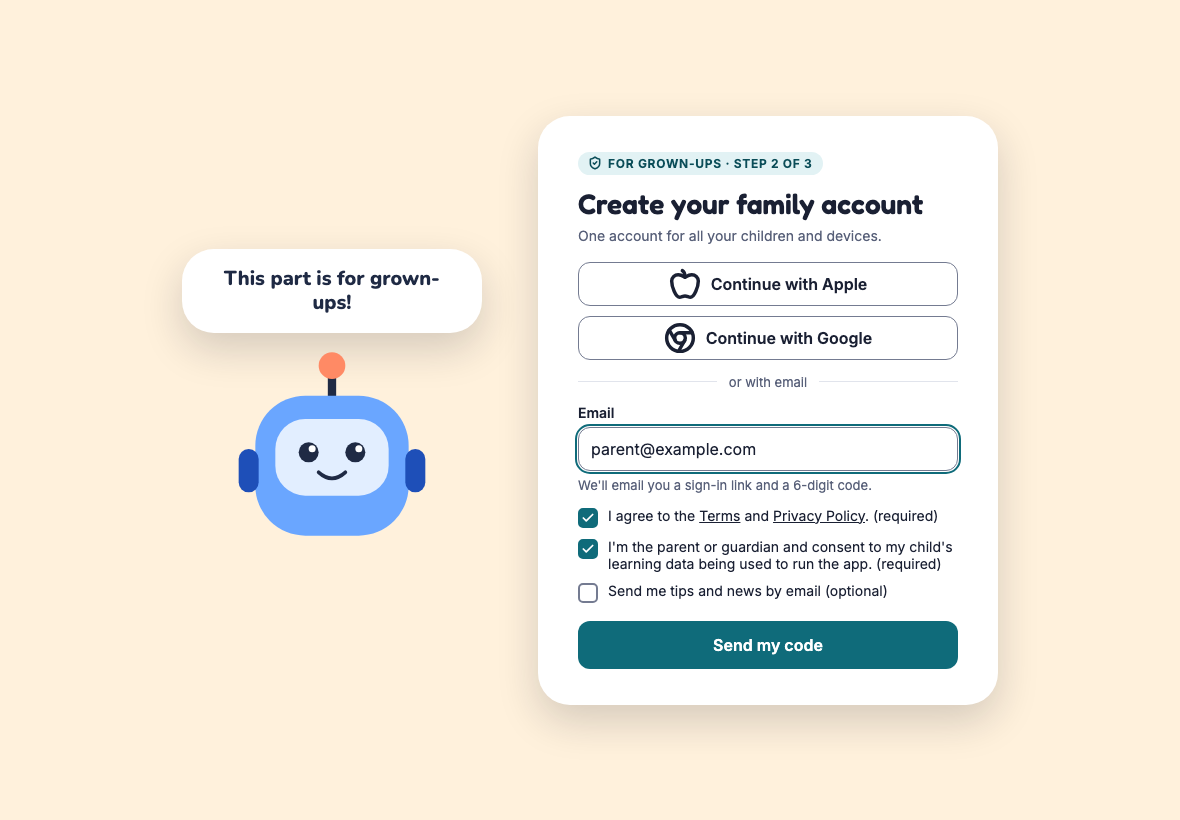 This part is for grown-
ups!
FOR GROWN-UPS · STEP 2 OF 3
Create your family account
One account for all your children and devices.
Continue with Apple
Continue with Google
or with email
Email
parent@example.com
We'll email you a sign-in link and a 6-digit code.
I agree to the Terms and Privacy Policy. (required)
I'm the parent or guardian and consent to my child's
learning data being used to run the app. (required)
Send me tips and news by email (optional)
Send my code